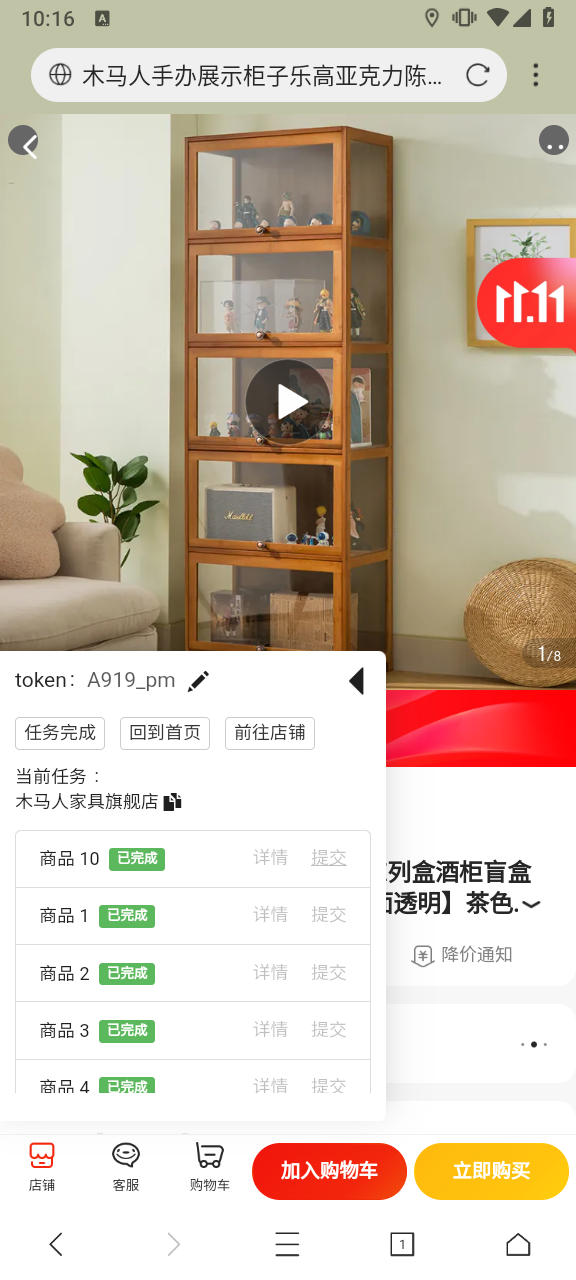 10:16
A
木马人手办展示柜子乐高亚克力陈…
11.11
Marshall
1/8
token： A919_pm
任务完成 回到首页 前往店铺
当前任务：
木马人家具旗舰店
商品 10 已完成 详情 提交
商品 1 已完成 详情 提交
商品 2 已完成 详情 提交
商品 3 已完成 详情 提交
商品 4 已完成 详情 提交
列盒酒柜盲盒
透明】茶色.
降价通知
店铺 客服 购物车 加入购物车 立即购买
1